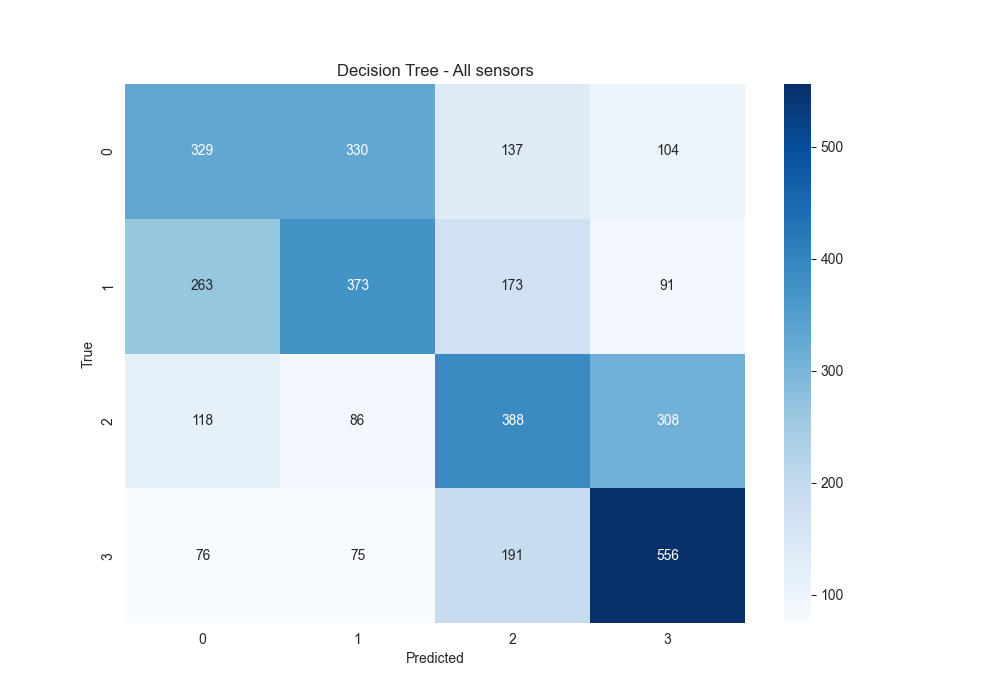 Decision Tree - All sensors
0 329 330 137 104
1 263 373 173 91
2 118 86 388 308
3 76 75 191 556
0 1 2 3
Predicted
True
500
400
300
200
100